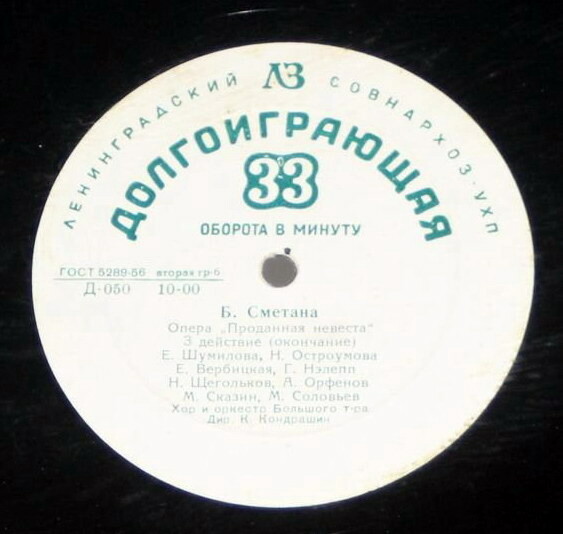 ЛЕНИНГРАДСКИЙ ЛЗ СОВНАРХОЗ·УХП
ДОЛГОИГРАЮЩАЯ
33
ОБОРОТА В МИНУТУ
ГОСТ 5289-56 вторая гр-б
Д-050 10-00
Б. Сметана
Опера „Проданная невеста"
3 действие (окончание)
Е. Шумилова, Н. Остроумова
Е. Вербицкая, Г. Нэлепп
Н. Щегольков, А. Орфенов
М. Сказин, М. Соловьев
Хор и оркестр Большого т-ра
Дир. К. Кондрашин